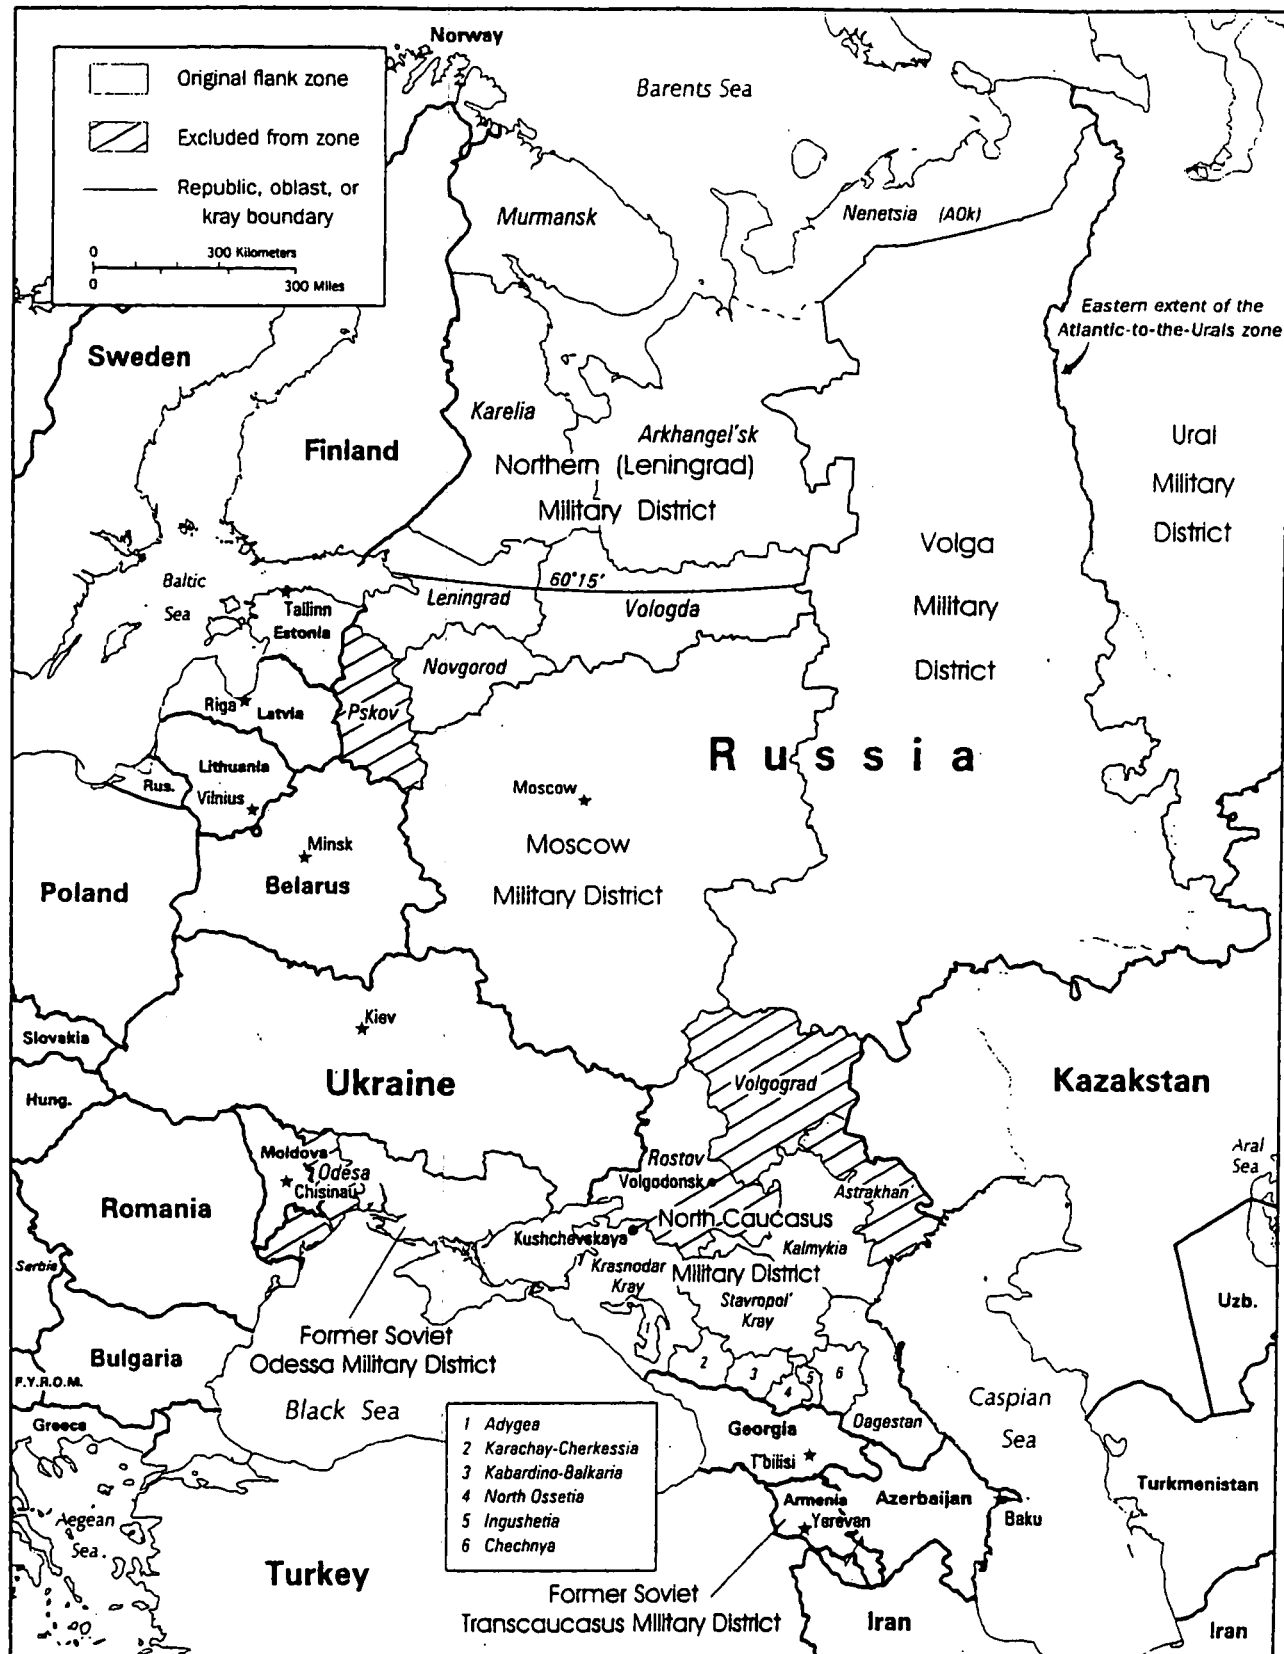 Norway
Original flank zone
Excluded from zone
Republic, oblast, or
kray boundary
0 300 Kilometers
0 300 Miles
Barents Sea
Murmansk
Nenetsia (AOk)
Eastern extent of the
Atlantic-to-the-Urals zone
Sweden
Finland
Karelia
Arkhangel'sk
Northern (Leningrad)
Military District
Ural
Military
District
Volga
Military
District
Baltic
Sea
Tallinn
Estonia
60°15'
Leningrad
Vologda
Novgorod
Pskov
Riga
Latvia
Lithuania
Rus.
Vilnius
Russia
Moscow
Moscow
Military District
Minsk
Belarus
Poland
Kiev
Slovakia
Ukraine
Hung.
Volgograd
Kazakstan
Moldova
Odesa
Chisinau
Rostov
Volgodonsk
Astrakhan'
Aral
Sea
Romania
North Caucasus
Kushchevskaya
Kalmykia
Krasnodar
Kray
Military District
Stavropol'
Kray
Serbia
Uzb.
Former Soviet
Odessa Military District
Bulgaria
F.Y.R.O.M.
Black Sea
1
2
3
4
5
6
Caspian
Sea
Greece
Georgia
Dagestan
T'bilisi
1 Adygea
2 Karachay-Cherkessia
3 Kabardino-Balkaria
4 North Ossetia
5 Ingushetia
6 Chechnya
Turkmenistan
Armenia
Azerbaijan
Yerevan
Baku
Aegean
Sea
Turkey
Former Soviet
Transcaucasus Military District
Iran
Iran